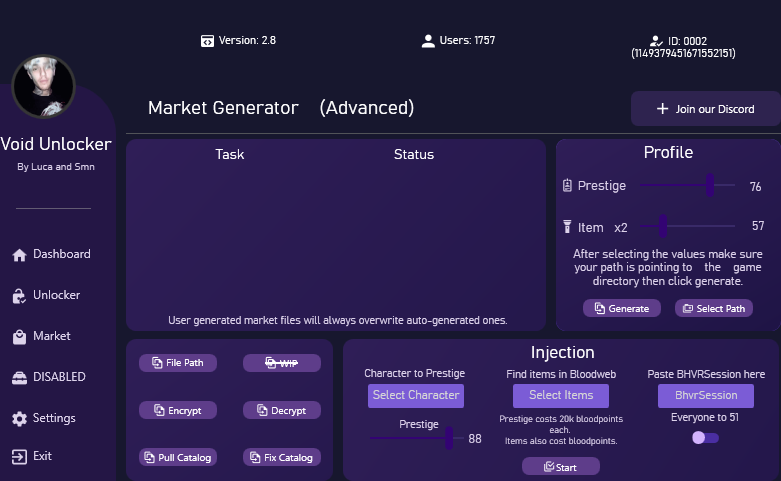 Version: 2.8
Users: 1757
ID: 0002
(1149379451671552151)
Market Generator (Advanced)
Join our Discord
Void Unlocker
By Luca and Smn
Dashboard
Unlocker
Market
DISABLED
Settings
Exit
Task Status
User generated market files will always overwrite auto-generated ones.
Profile
Prestige 76
Item x2 57
After selecting the values make sure
your path is pointing to the game
directory then click generate.
Generate Select Path
File Path WIP
Encrypt Decrypt
Pull Catalog Fix Catalog
Injection
Character to Prestige
Select Character
Prestige
88
Find items in Bloodweb
Select Items
Prestige costs 20k bloodpoints
each.
Items also cost bloodpoints.
Start
Paste BHVRSession here
BhvrSession
Everyone to 51